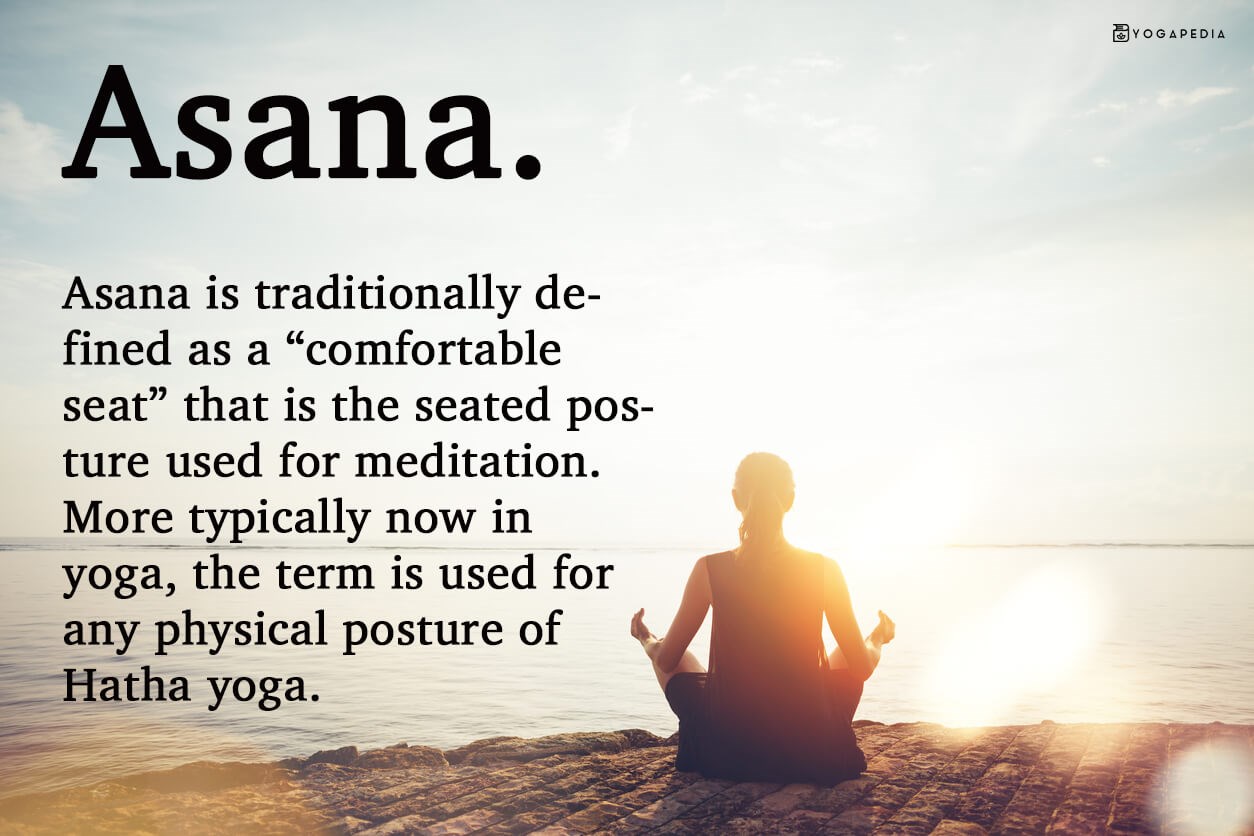 YOGAPEDIA
Asana.
Asana is traditionally de-
fined as a “comfortable
seat” that is the seated pos-
ture used for meditation.
More typically now in
yoga, the term is used for
any physical posture of
Hatha yoga.